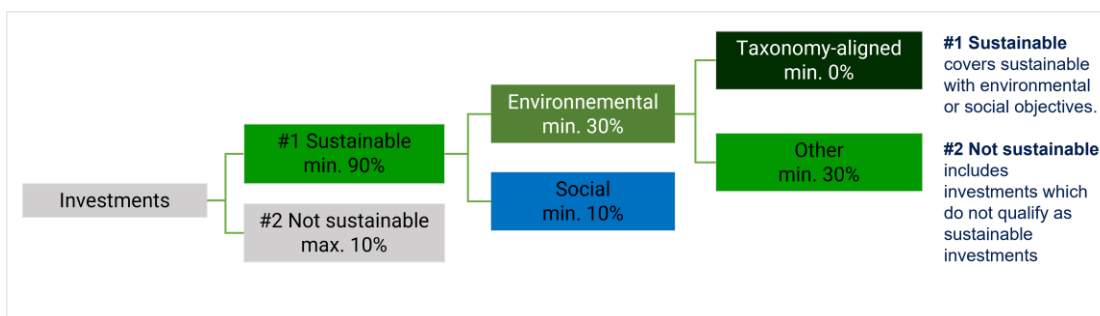 Investments
#1 Sustainable
min. 90%
#2 Not sustainable
max. 10%
Environnemental
min. 30%
Social
min. 10%
Taxonomy-aligned
min. 0%
Other
min. 30%
#1 Sustainable
covers sustainable
with environmental
or social objectives.
#2 Not sustainable
includes
investments which
do not qualify as
sustainable
investments